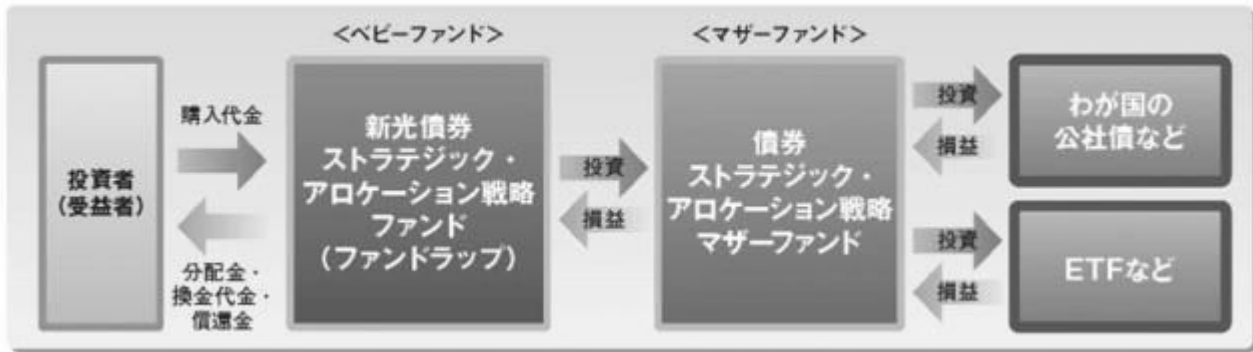 <ベビーファンド>
<マザーファンド>
投資者
(受益者)
購入代金
分配金・
換金代金・
償還金
新光債券
ストラテジック・
アロケーション戦略
ファンド
(ファンドラップ)
投資
損益
債券
ストラテジック・
アロケーション戦略
マザーファンド
投資
損益
わが国の
公社債など
投資
損益
ETFなど